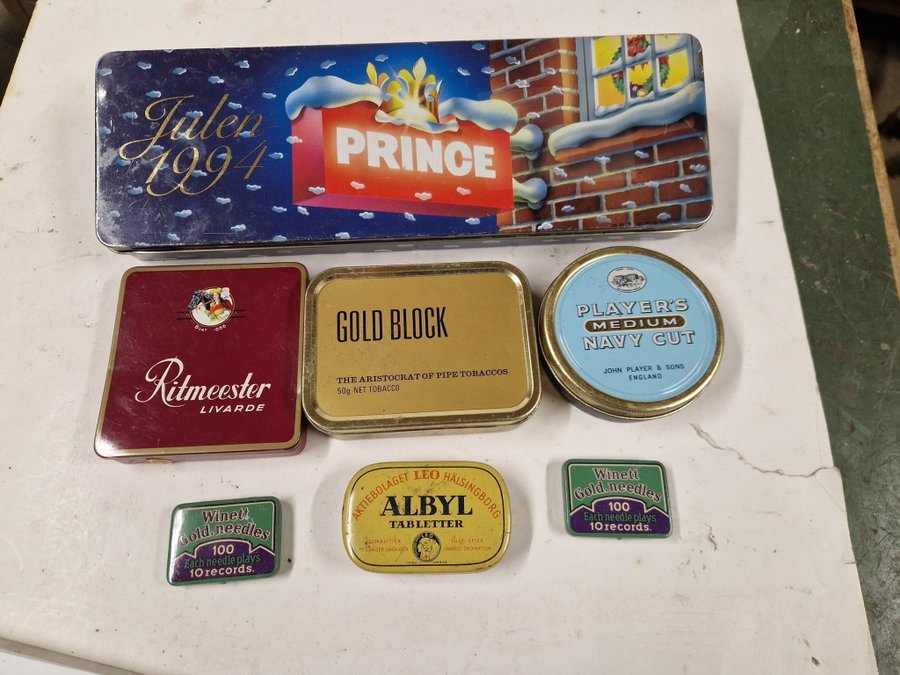 Julen
1994
PRINCE
Ritmeester
LIVARDE
GOLD BLOCK
THE ARISTOCRAT OF PIPE TOBACCOS
50g NET TOBACCO
PLAYER'S
MEDIUM
NAVY CUT
JOHN PLAYER & SONS
ENGLAND
Winett
Gold. needles
100
Each needle plays
10 records.
AKTIEBOLAGET LEO HÄLSINGBORG
ALBYL
TABLETTER
Winett
Gold. needles
100
Each needle plays
10 records.